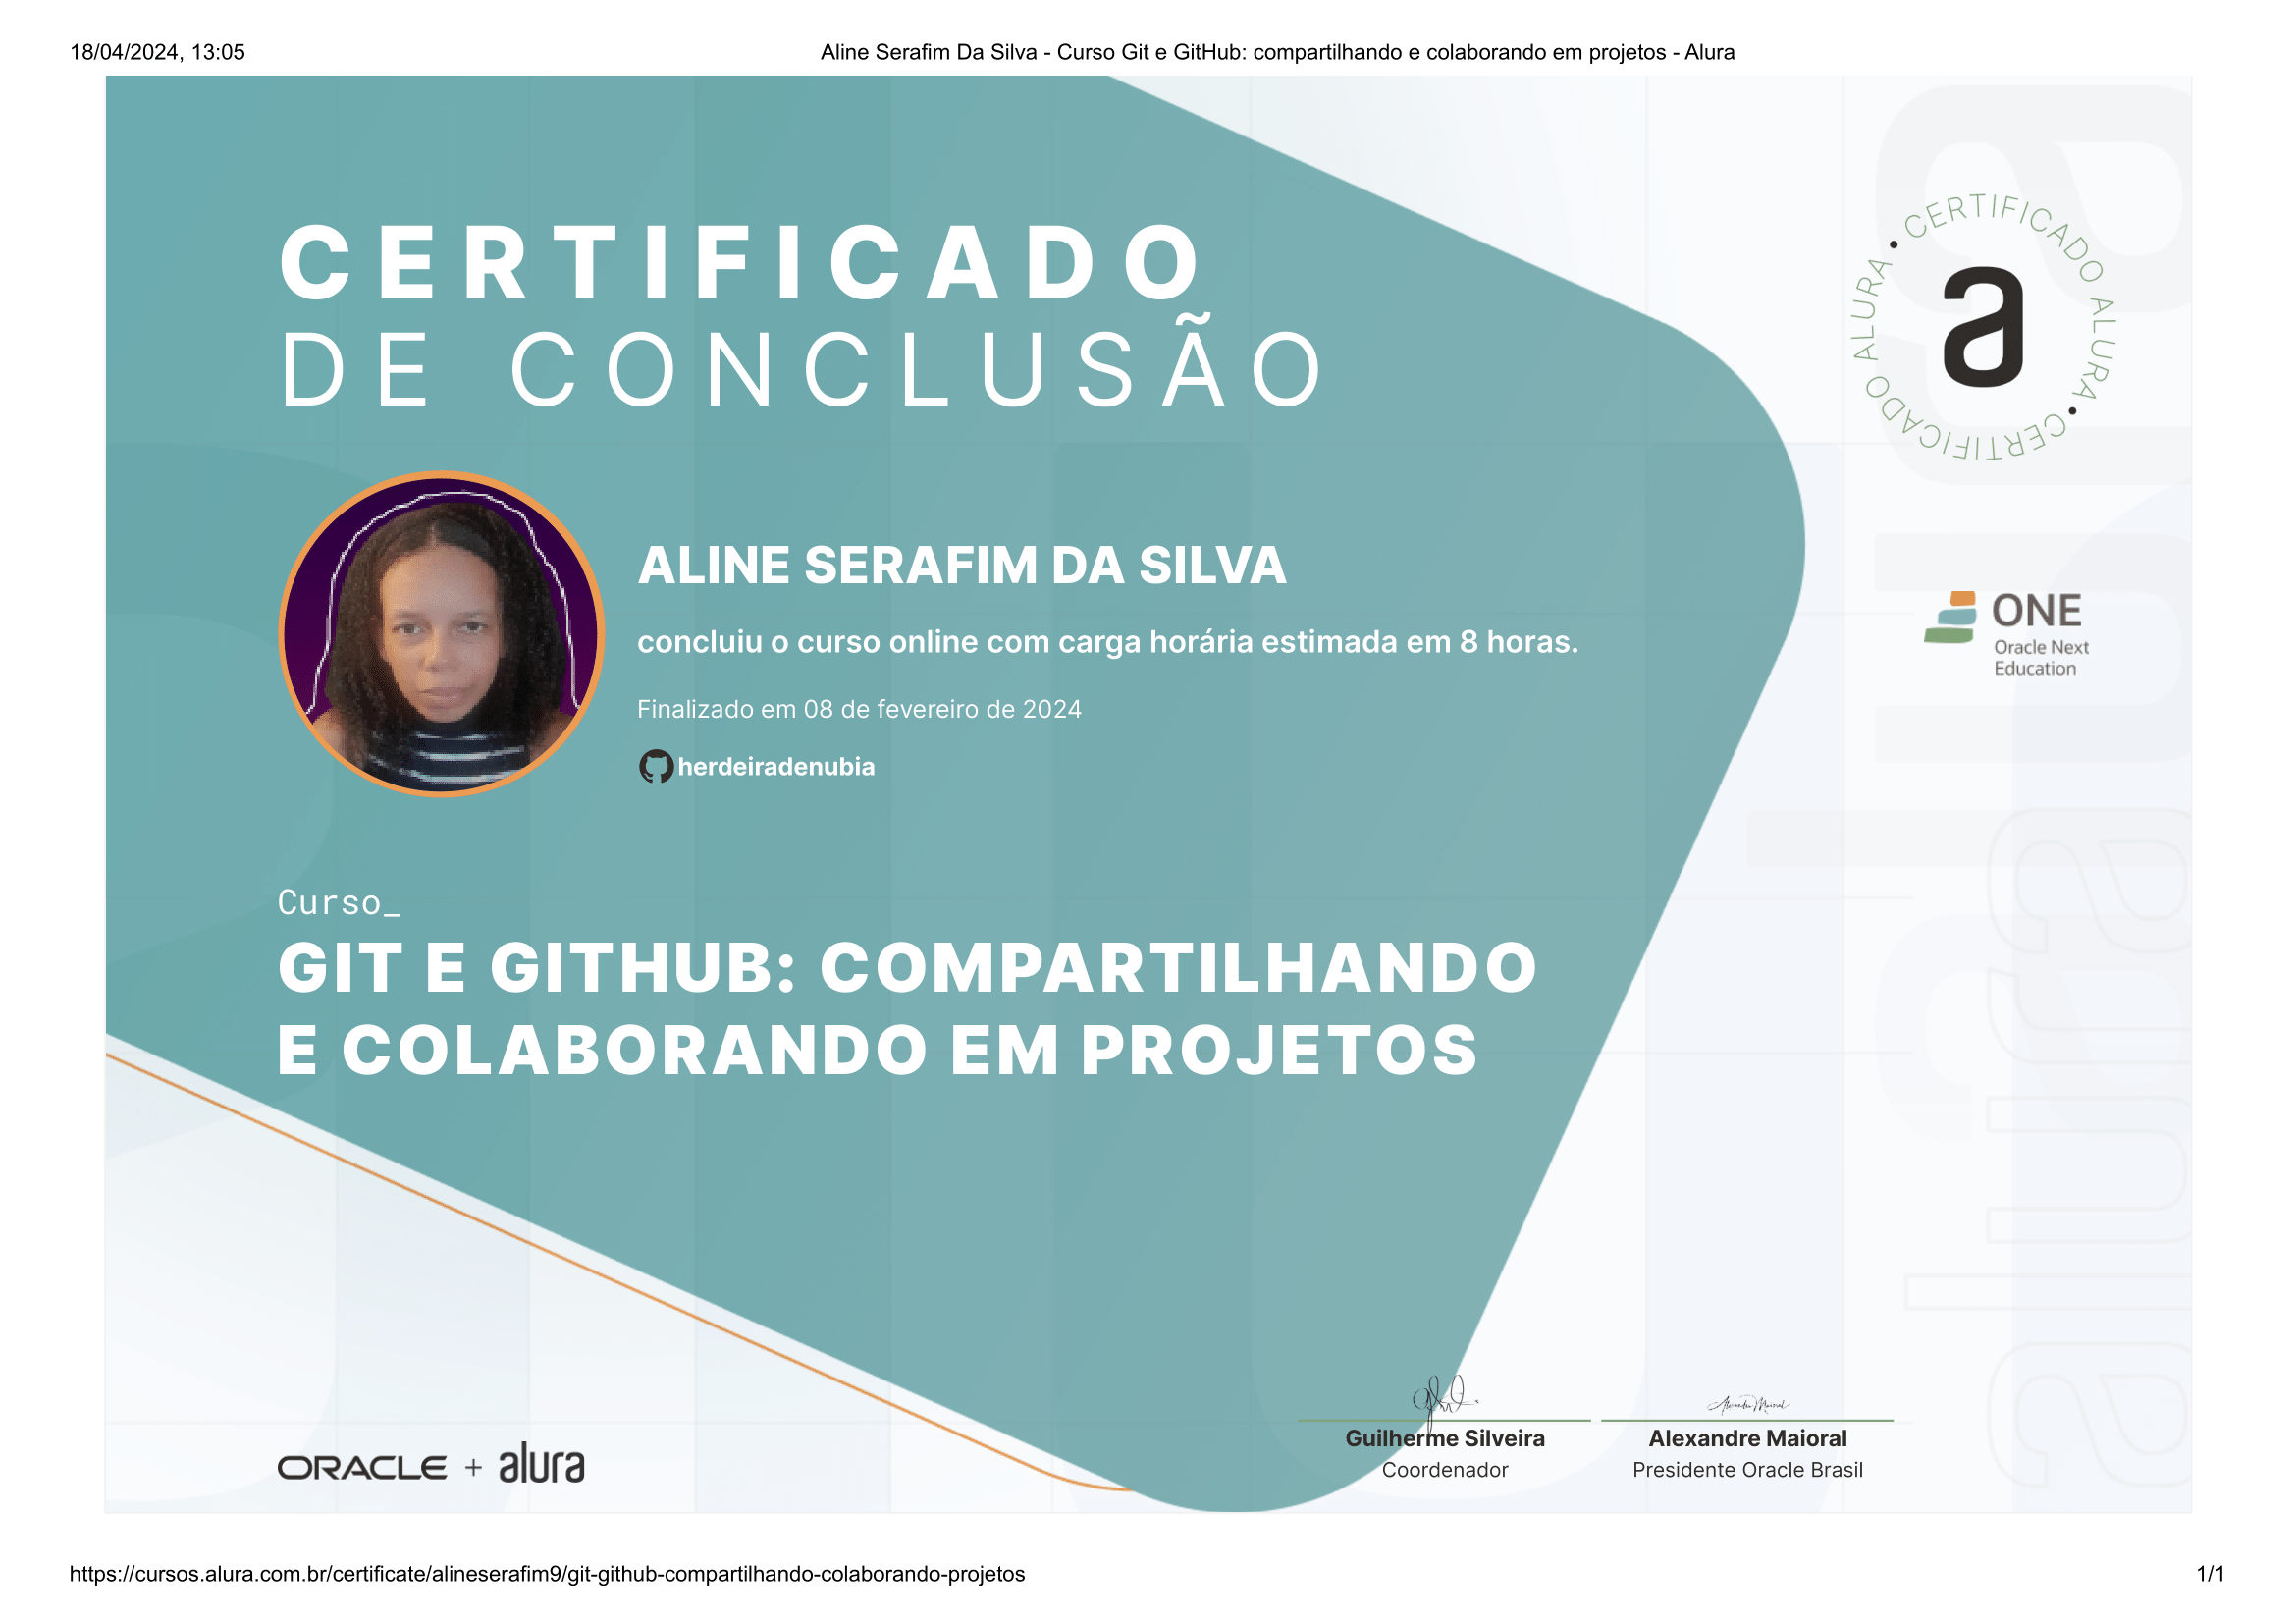 18/04/2024, 13:05
Aline Serafim Da Silva - Curso Git e GitHub: compartilhando e colaborando em projetos - Alura
CERTIFICADO
DE CONCLUSÃO
• CERTIFICADO ALURA • CERTIFICADO ALURA
a
ALINE SERAFIM DA SILVA
concluiu o curso online com carga horária estimada em 8 horas.
Finalizado em 08 de fevereiro de 2024
herdeiradenubia
ONE
Oracle Next
Education
Curso_
GIT E GITHUB: COMPARTILHANDO
E COLABORANDO EM PROJETOS
alura
ORACLE + alura
Guilherme Silveira
Coordenador
Alexandre Maioral
Presidente Oracle Brasil
https://cursos.alura.com.br/certificate/alineserafim9/git-github-compartilhando-colaborando-projetos
1/1